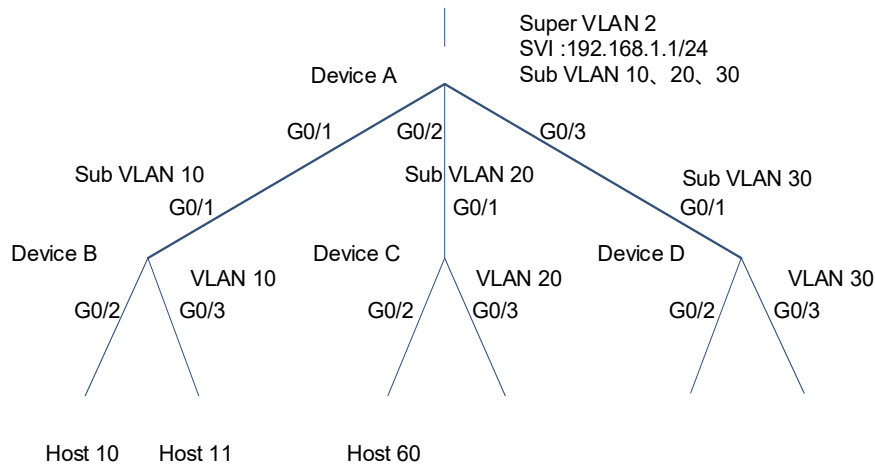 Super VLAN 2
SVI :192.168.1.1/24
Sub VLAN 10、20、30
Device A
G0/1
G0/2
G0/3
Sub VLAN 10
Sub VLAN 20
Sub VLAN 30
G0/1
G0/1
G0/1
Device B
Device C
Device D
VLAN 10
VLAN 20
VLAN 30
G0/2
G0/3
G0/2
G0/3
G0/2
G0/3
Host 10
Host 11
Host 60